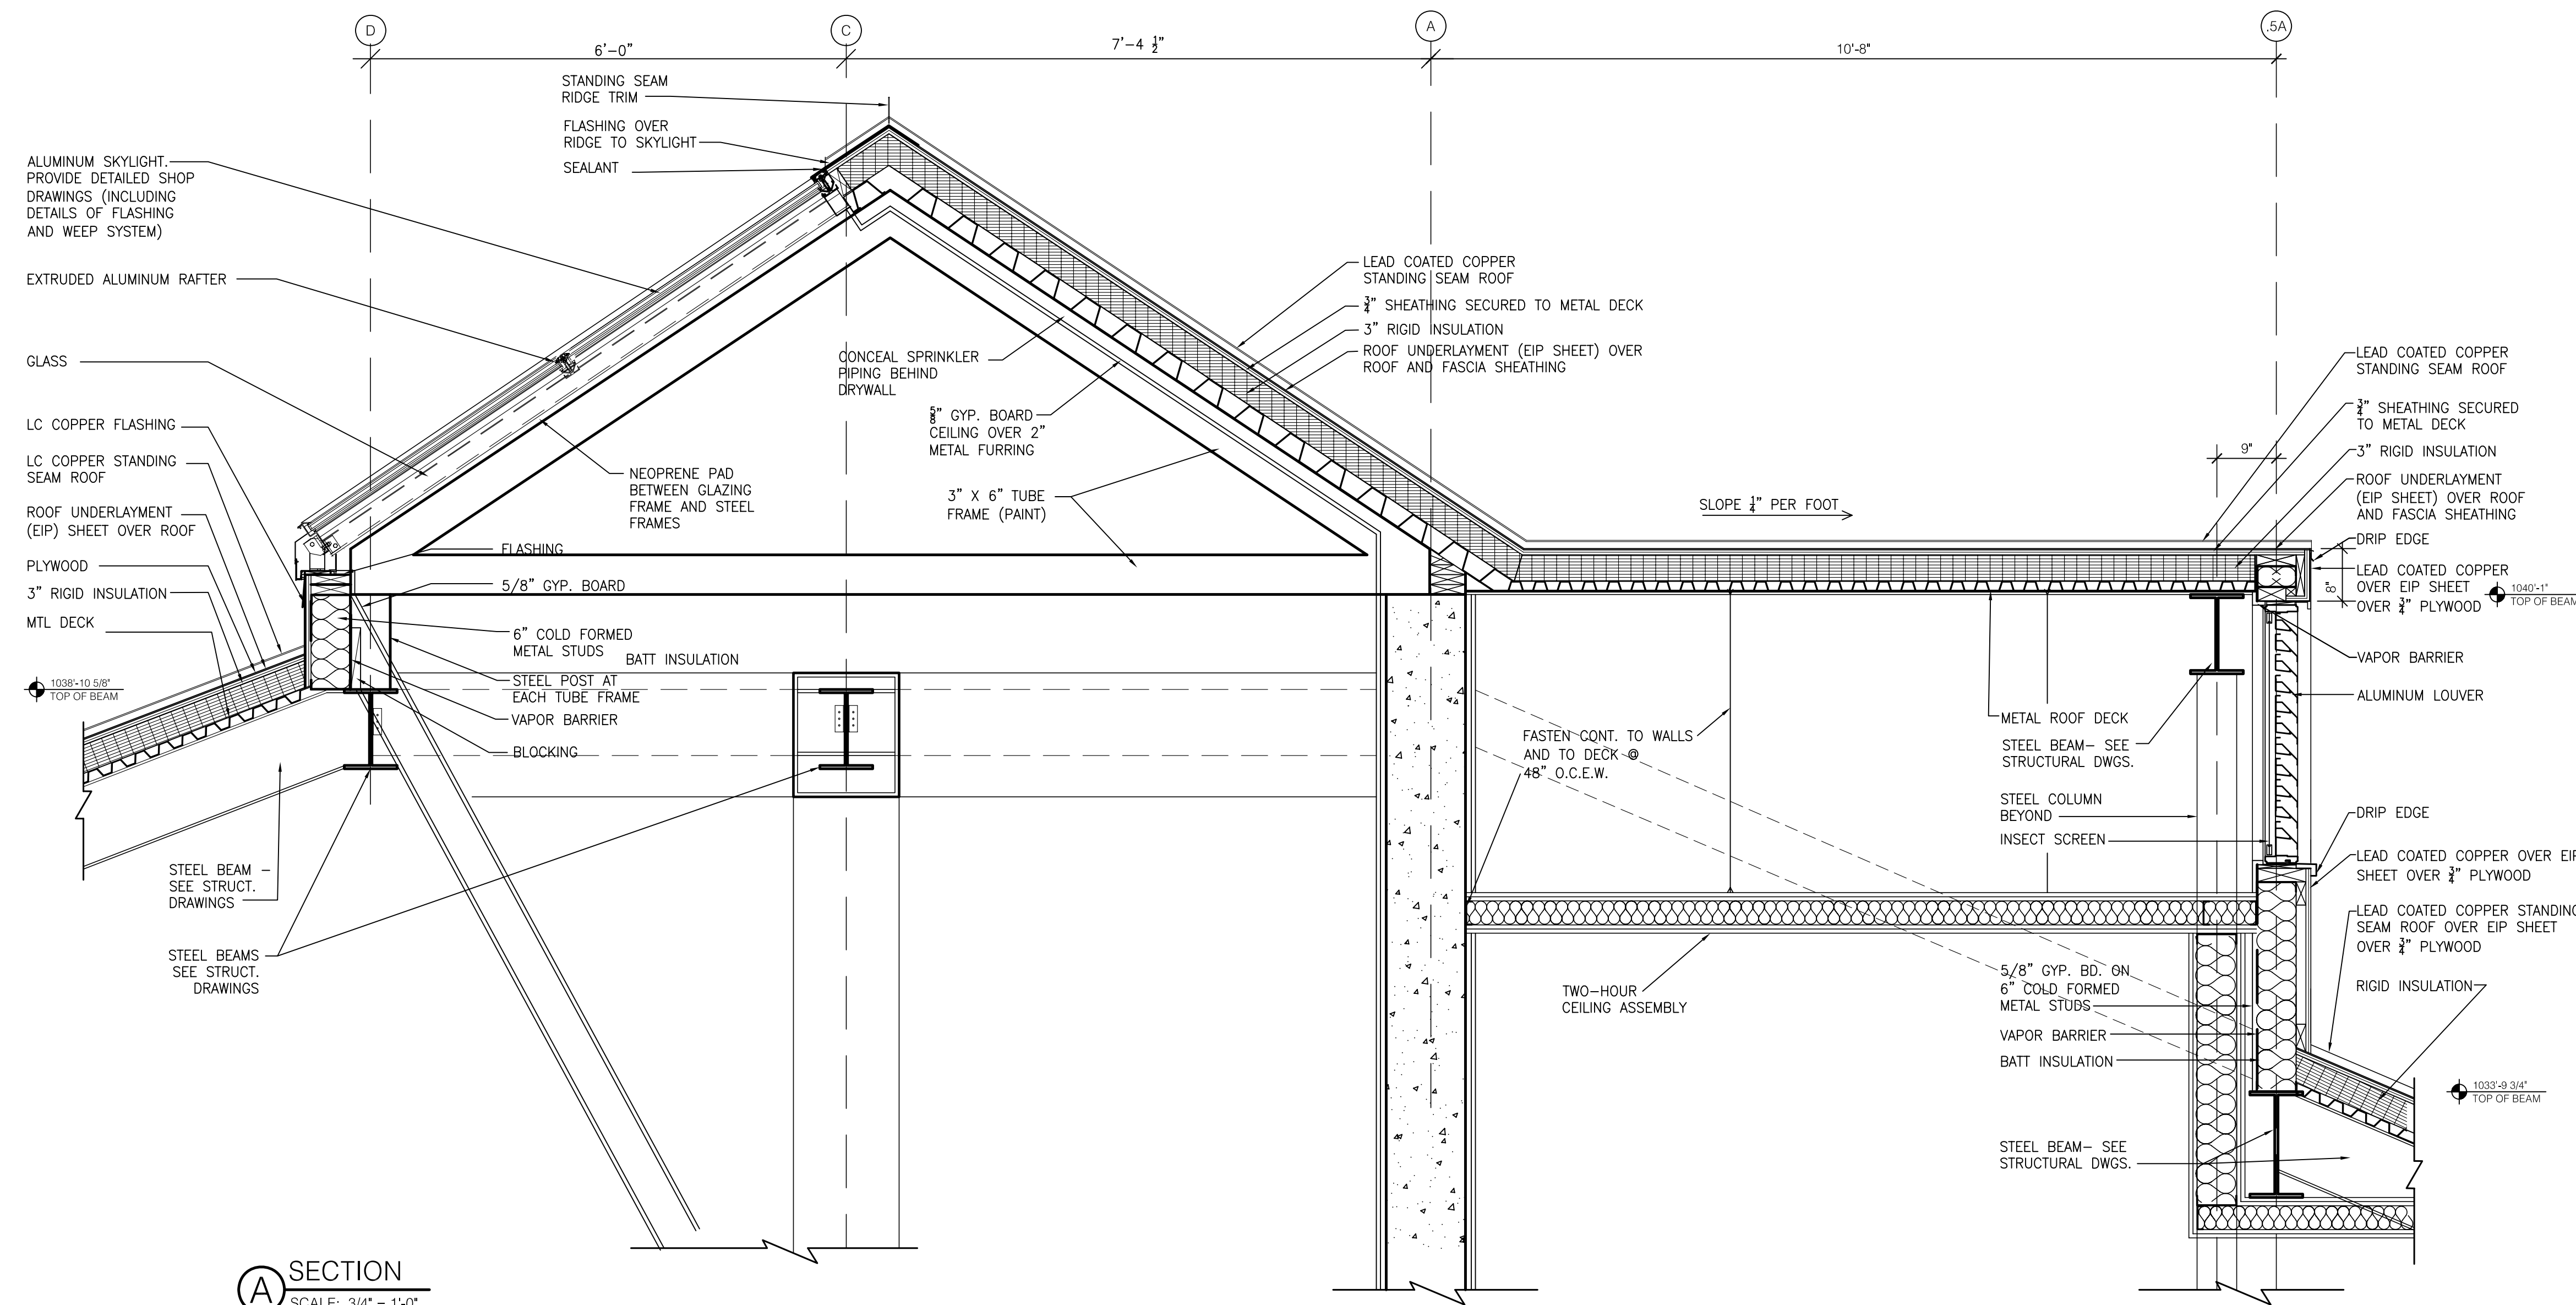 D
C
A
.5A
6'-0"
7'-4 1/2"
10'-8"
STANDING SEAM
RIDGE TRIM
FLASHING OVER
RIDGE TO SKYLIGHT
SEALANT
ALUMINUM SKYLIGHT.
PROVIDE DETAILED SHOP
DRAWINGS (INCLUDING
DETAILS OF FLASHING
AND WEEP SYSTEM)
EXTRUDED ALUMINUM RAFTER
GLASS
LC COPPER FLASHING
LC COPPER STANDING
SEAM ROOF
ROOF UNDERLAYMENT
(EIP) SHEET OVER ROOF
PLYWOOD
3" RIGID INSULATION
MTL DECK
1038'-10 5/8"
TOP OF BEAM
STEEL BEAM -
SEE STRUCT.
DRAWINGS
STEEL BEAMS
SEE STRUCT.
DRAWINGS
CONCEAL SPRINKLER
PIPING BEHIND
DRYWALL
5/8" GYP. BOARD
CEILING OVER 2"
METAL FURRING
NEOPRENE PAD
BETWEEN GLAZING
FRAME AND STEEL
FRAMES
3" X 6" TUBE
FRAME (PAINT)
FLASHING
5/8" GYP. BOARD
6" COLD FORMED
METAL STUDS
BATT INSULATION
STEEL POST AT
EACH TUBE FRAME
VAPOR BARRIER
BLOCKING
LEAD COATED COPPER
STANDING SEAM ROOF
3/4" SHEATHING SECURED TO METAL DECK
3" RIGID INSULATION
ROOF UNDERLAYMENT (EIP SHEET) OVER
ROOF AND FASCIA SHEATHING
SLOPE 1/4" PER FOOT
9"
8"
LEAD COATED COPPER
STANDING SEAM ROOF
3/4" SHEATHING SECURED
TO METAL DECK
3" RIGID INSULATION
ROOF UNDERLAYMENT
(EIP SHEET) OVER ROOF
AND FASCIA SHEATHING
DRIP EDGE
LEAD COATED COPPER
OVER EIP SHEET
OVER 3/4" PLYWOOD
1040'-1"
TOP OF BEAM
VAPOR BARRIER
ALUMINUM LOUVER
METAL ROOF DECK
STEEL BEAM- SEE
STRUCTURAL DWGS.
FASTEN CONT. TO WALLS
AND TO DECK @
48" O.C.E.W.
STEEL COLUMN
BEYOND
INSECT SCREEN
DRIP EDGE
LEAD COATED COPPER OVER EIP
SHEET OVER 3/4" PLYWOOD
LEAD COATED COPPER STANDING
SEAM ROOF OVER EIP SHEET
OVER 3/4" PLYWOOD
RIGID INSULATION
TWO-HOUR
CEILING ASSEMBLY
5/8" GYP. BD. ON
6" COLD FORMED
METAL STUDS
VAPOR BARRIER
BATT INSULATION
1033'-9 3/4"
TOP OF BEAM
STEEL BEAM- SEE
STRUCTURAL DWGS.
A
SECTION
SCALE: 3/4" = 1'-0"